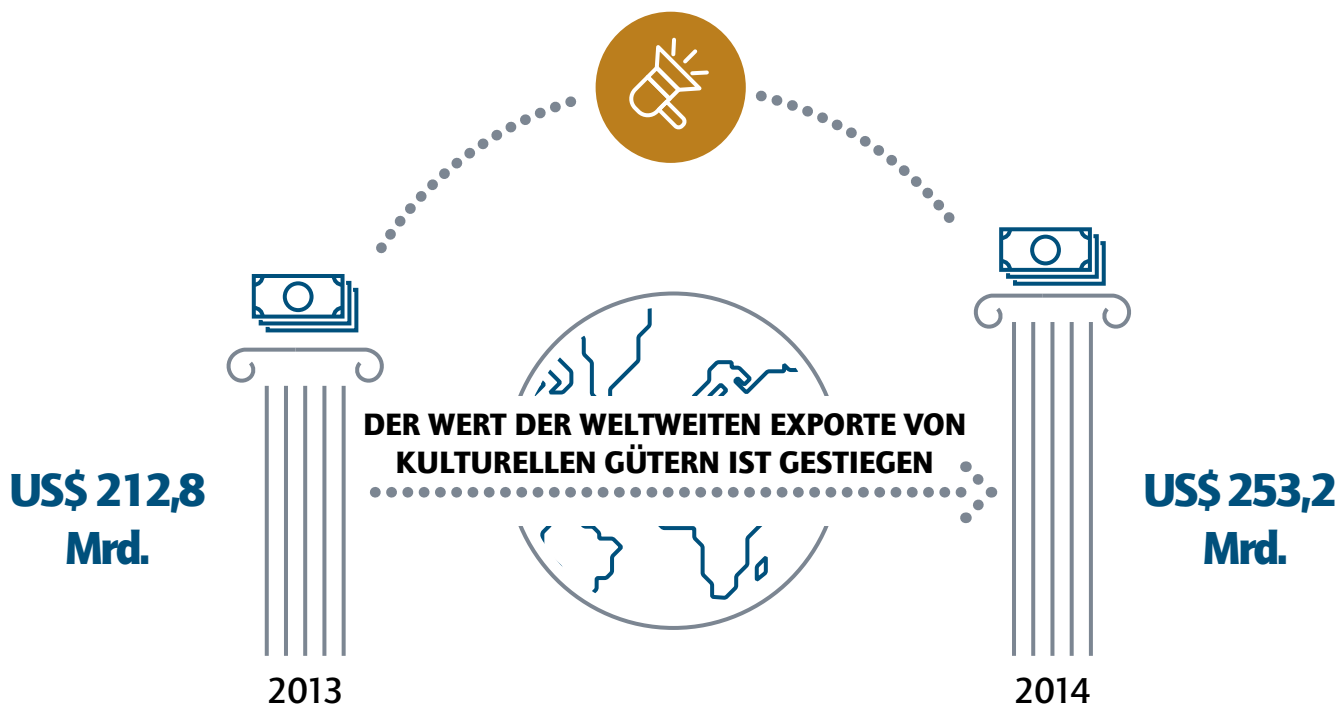 DER WERT DER WELTWEITEN EXPORTE VON
KULTURELLEN GÜTERN IST GESTIEGEN
US$ 212,8
Mrd.
US$ 253,2
Mrd.
2013
2014